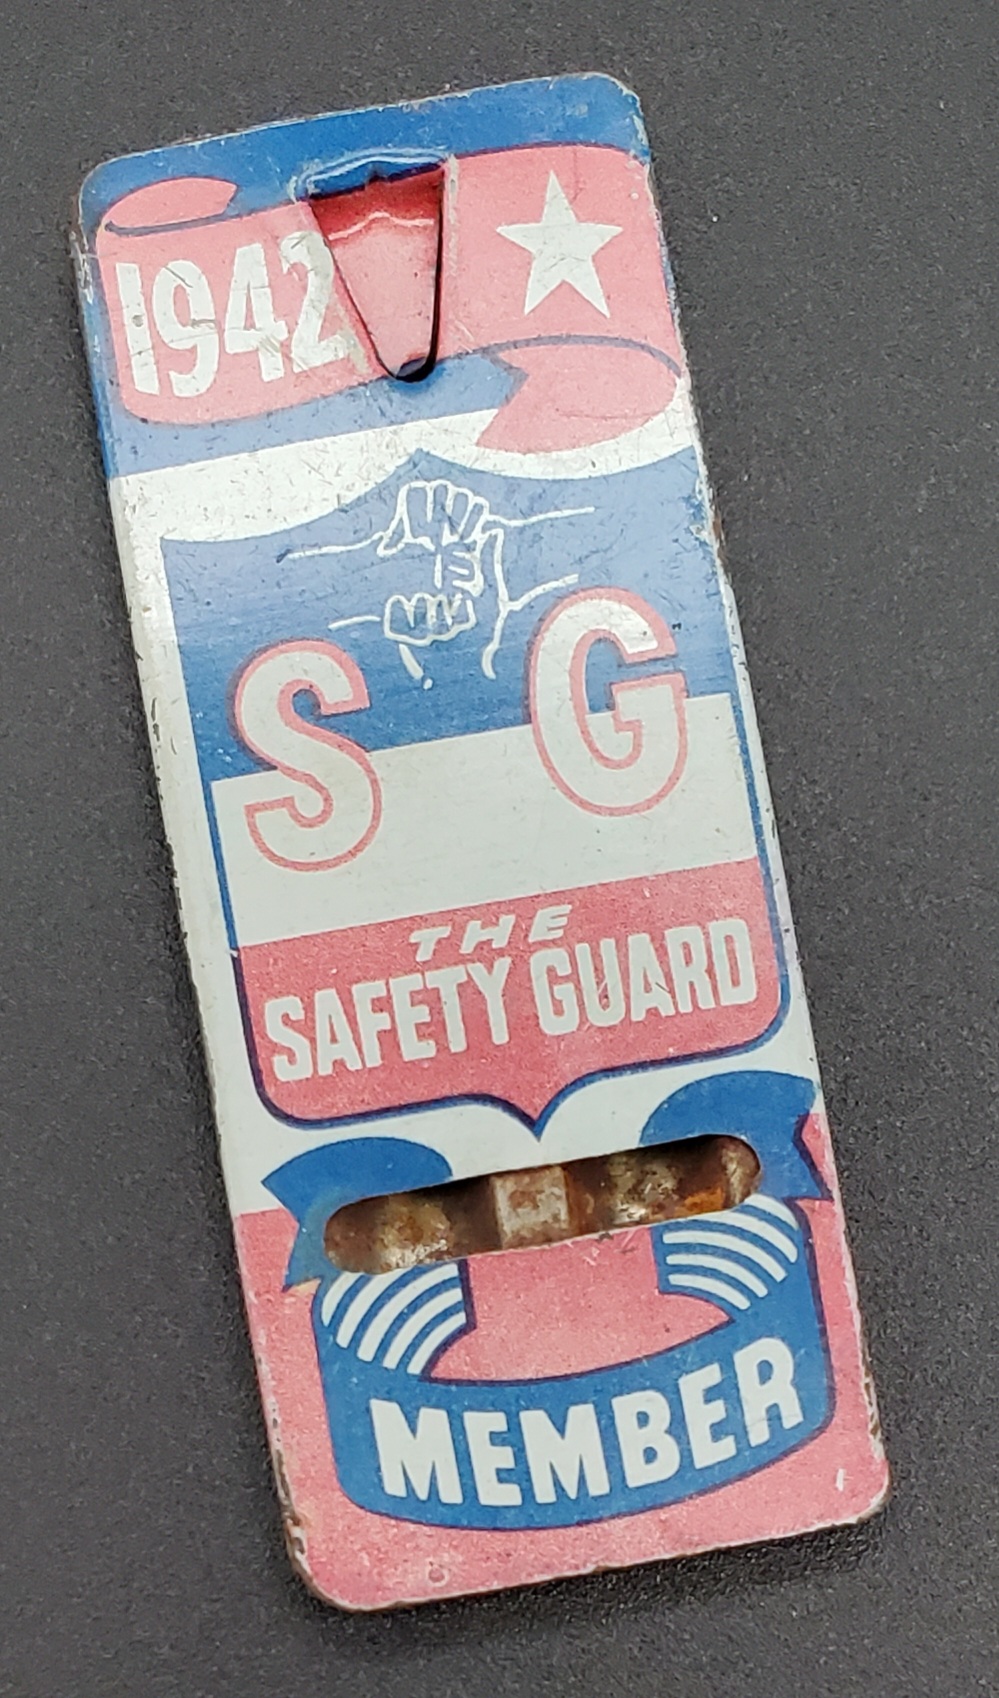 1942
S G
THE
SAFETY GUARD
MEMBER